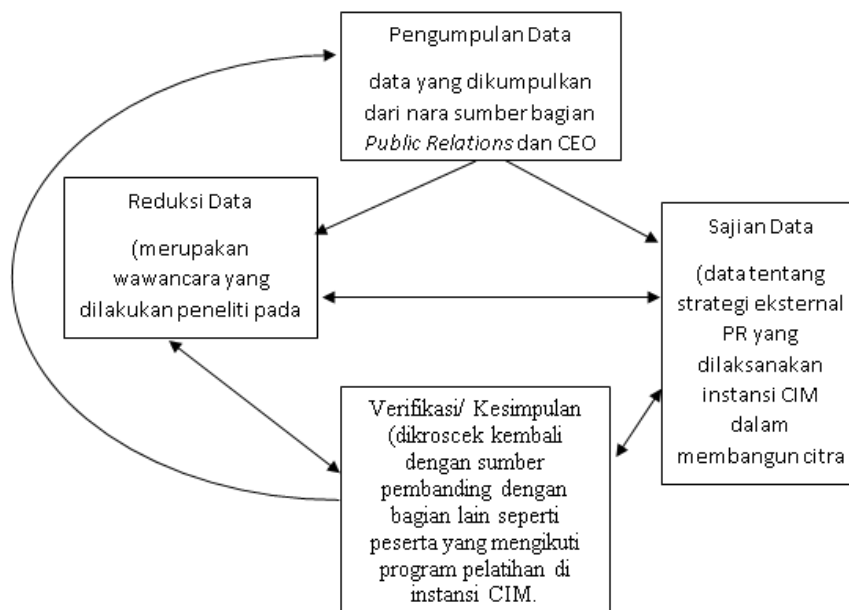 Pengumpulan Data
data yang dikumpulkan
dari nara sumber bagian
Public Relations dan CEO
Reduksi Data
(merupakan
wawancara yang
dilakukan peneliti pada
Sajian Data
(data tentang
strategi eksternal
PR yang
dilaksanakan
instansi CIM
dalam
membangun citra
Verifikasi/ Kesimpulan
(dikroscek kembali
dengan sumber
pembanding dengan
bagian lain seperti
peserta yang mengikuti
program pelatihan di
instansi CIM.